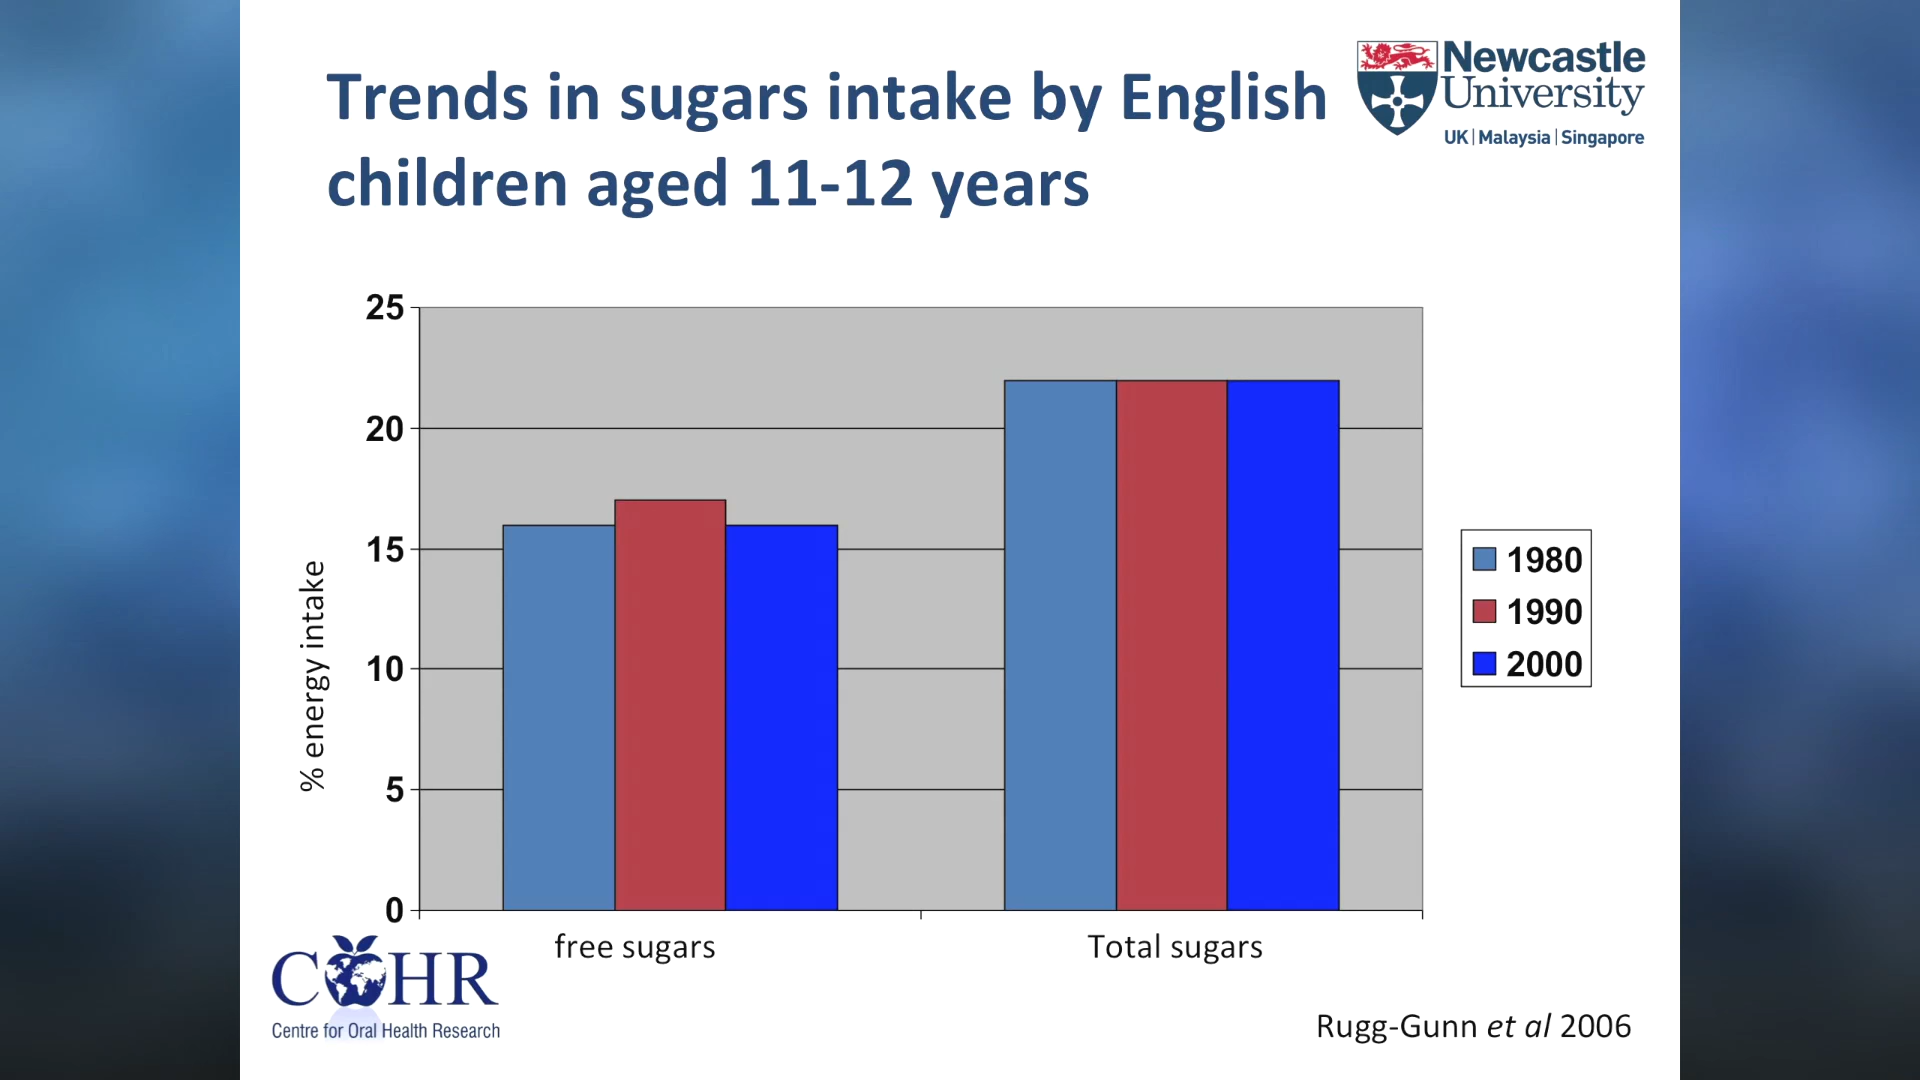 Trends in sugars intake by English
children aged 11-12 years
Newcastle
University
UK | Malaysia | Singapore
25
20
15
10
5
0
% energy intake
free sugars
Total sugars
1980
1990
2000
COHR
Centre for Oral Health Research
Rugg-Gunn et al 2006